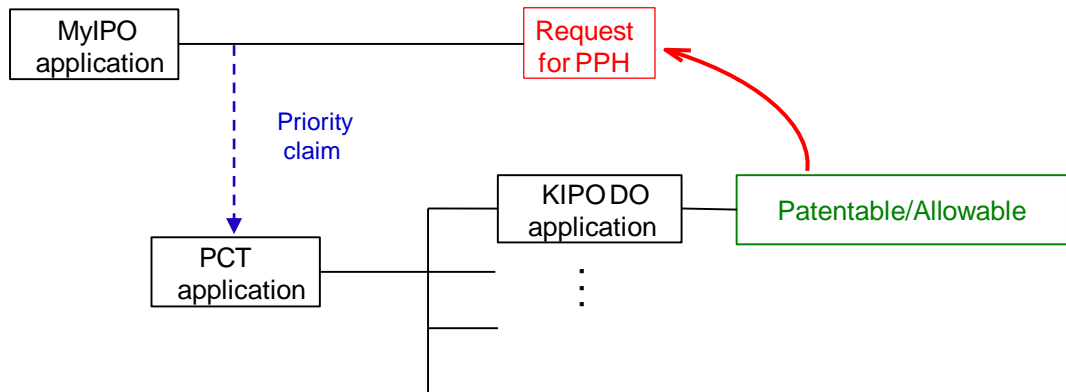 MyIPO
application
Request
for PPH
Priority
claim
KIPO DO
application
Patentable/Allowable
PCT
application